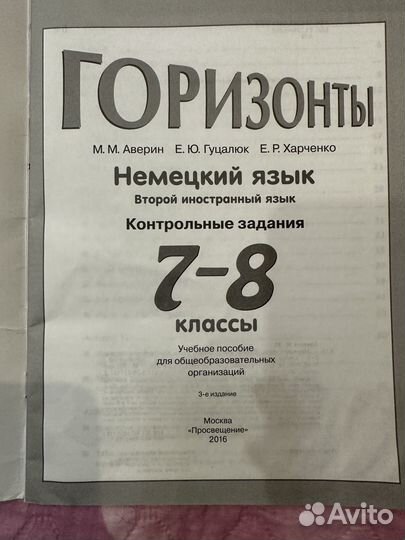 ГОРИЗОНТЫ
М. М. Аверин Е. Ю. Гуцалюк Е. Р. Харченко
Немецкий язык
Второй иностранный язык
Контрольные задания
7–8
классы
Учебное пособие
для общеобразовательных
организаций
3-е издание
Москва
«Просвещение»
2016
Avito